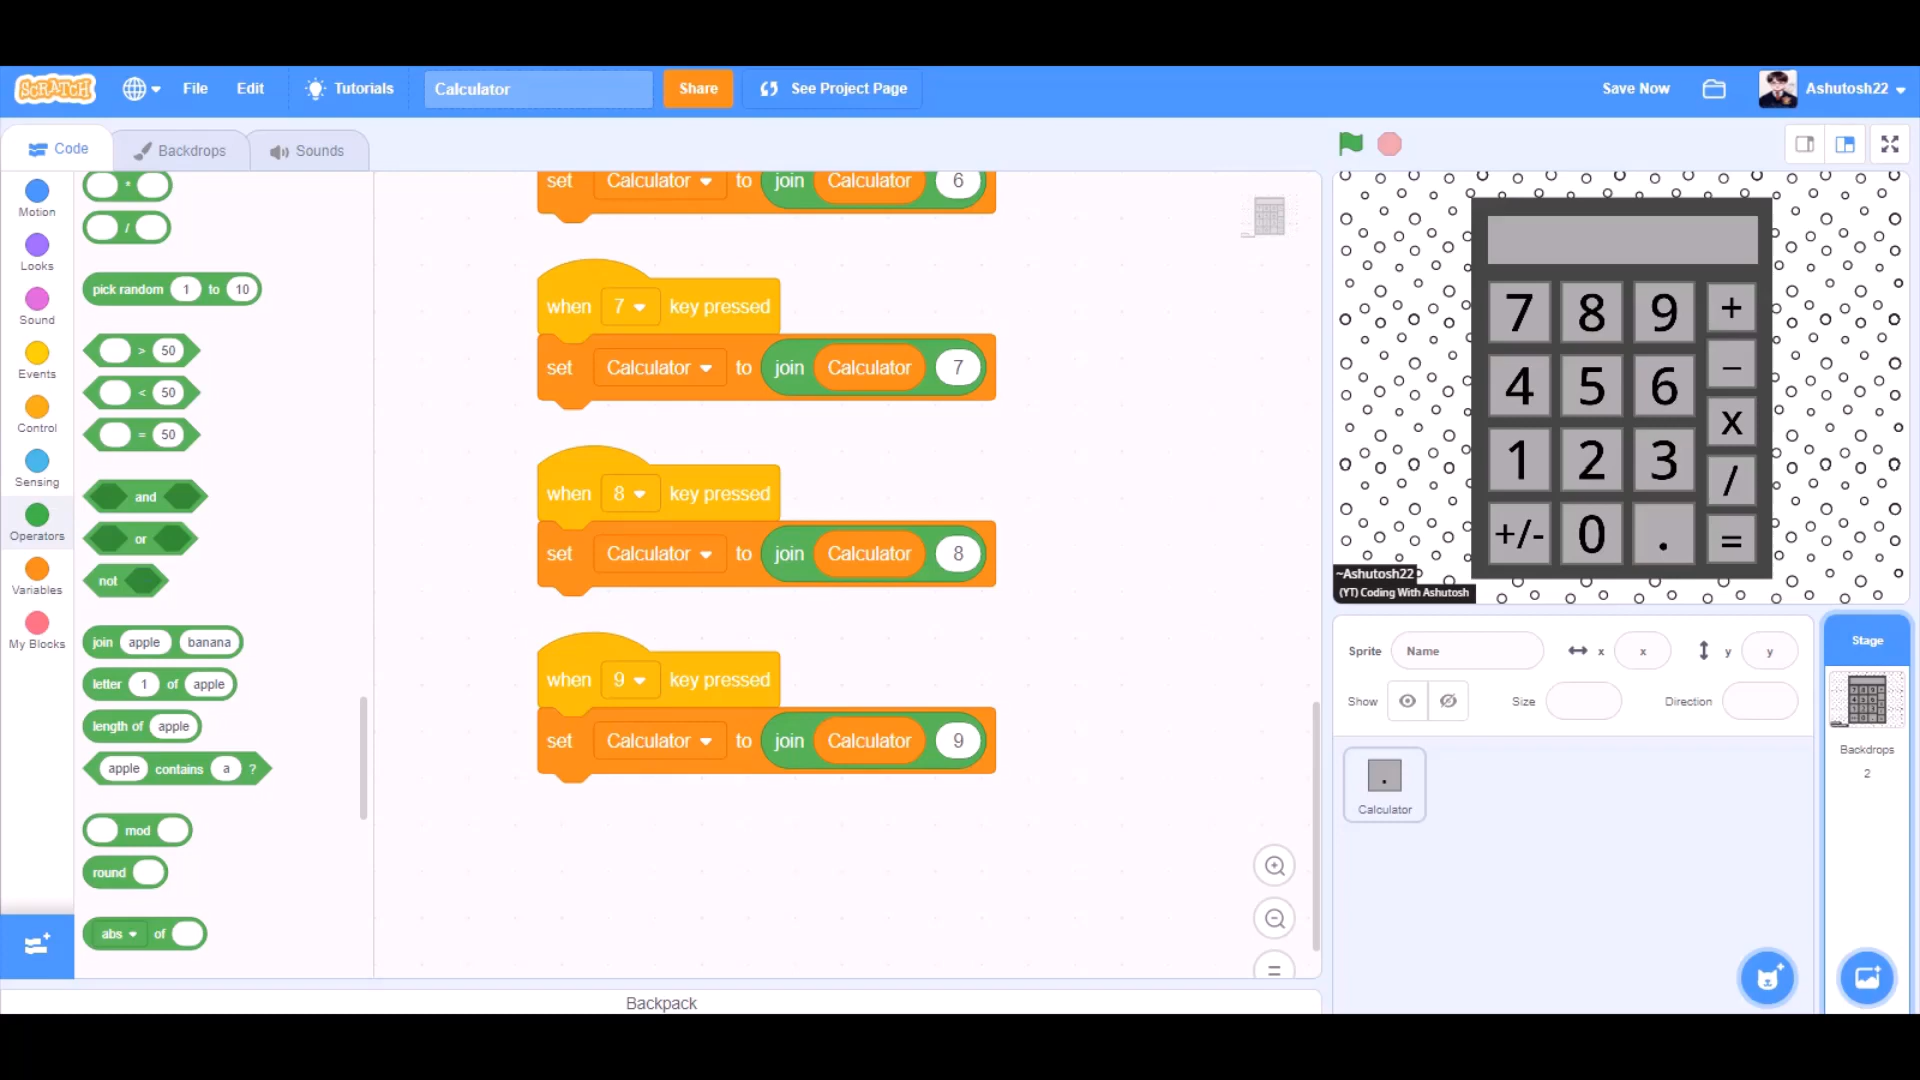 SCRATCH File Edit Tutorials Calculator Share See Project Page Save Now Ashutosh22
Code Backdrops Sounds
Motion
Looks
Sound
Events
Control
Sensing
Operators
Variables
My Blocks
*
/
pick random 1 to 10
> 50
< 50
= 50
and
or
not
join apple banana
letter 1 of apple
length of apple
apple contains a ?
mod
round
abs of
set Calculator to join Calculator 6
when 7 key pressed
set Calculator to join Calculator 7
when 8 key pressed
set Calculator to join Calculator 8
when 9 key pressed
set Calculator to join Calculator 9
Backpack
7 8 9 +
4 5 6 −
1 2 3 x
+/- 0 . /
=
~Ashutosh22
(YT) Coding With Ashutosh
Sprite Name x x y y
Show Size Direction
. Calculator
Stage
Backdrops
2